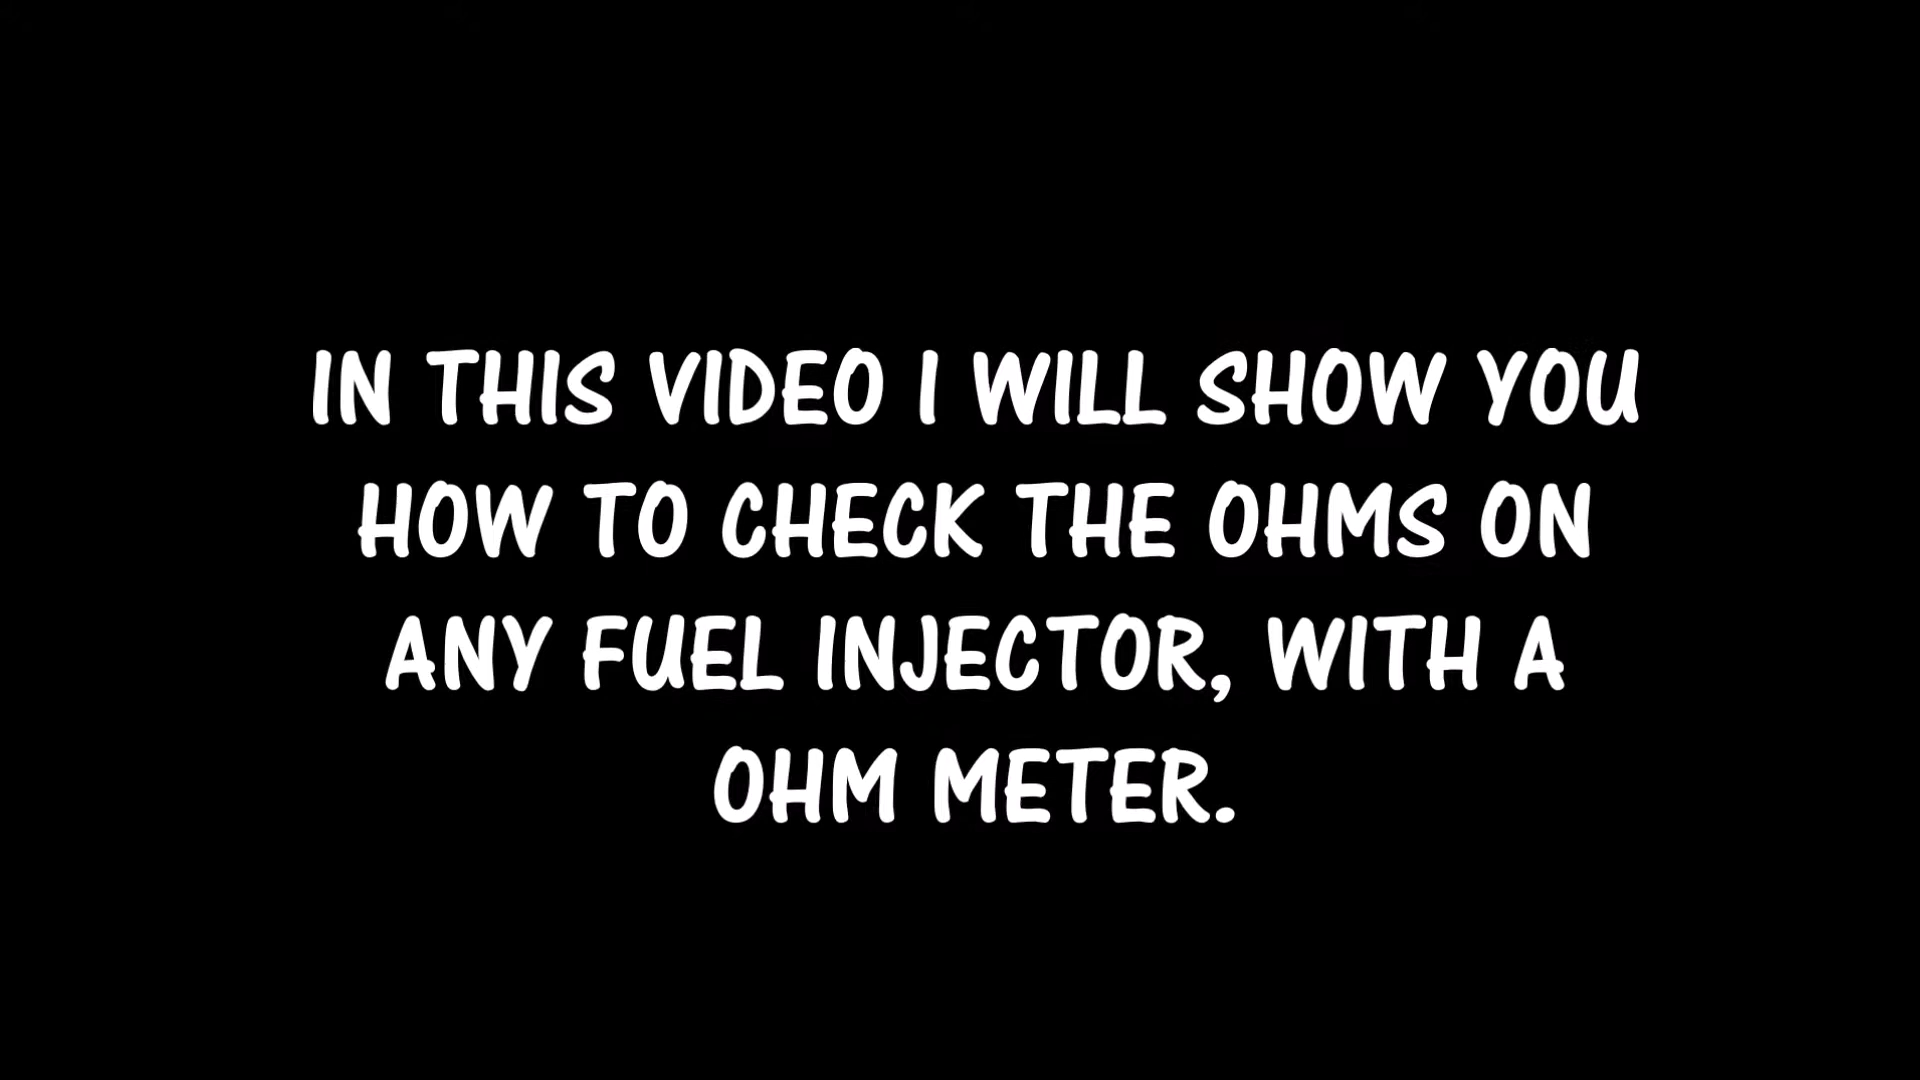 IN THIS VIDEO I WILL SHOW YOU
HOW TO CHECK THE OHMS ON
ANY FUEL INJECTOR, WITH A
OHM METER.